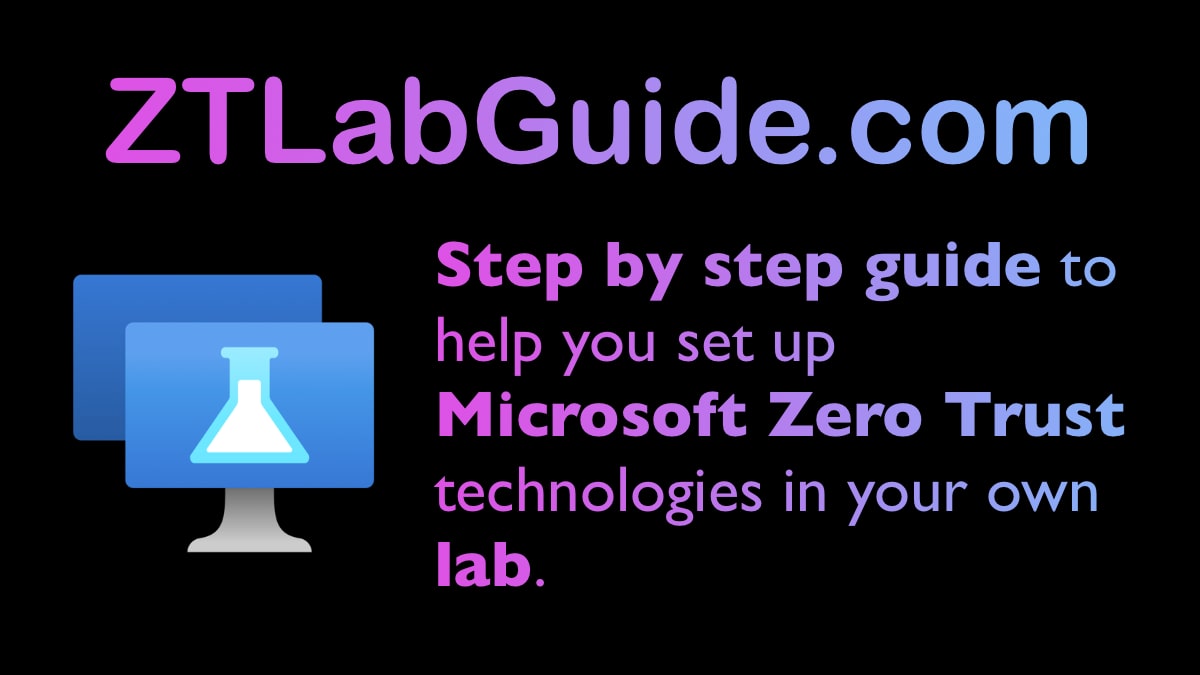 ZTLabGuide.com
Step by step guide to
help you set up
Microsoft Zero Trust
technologies in your own
lab.